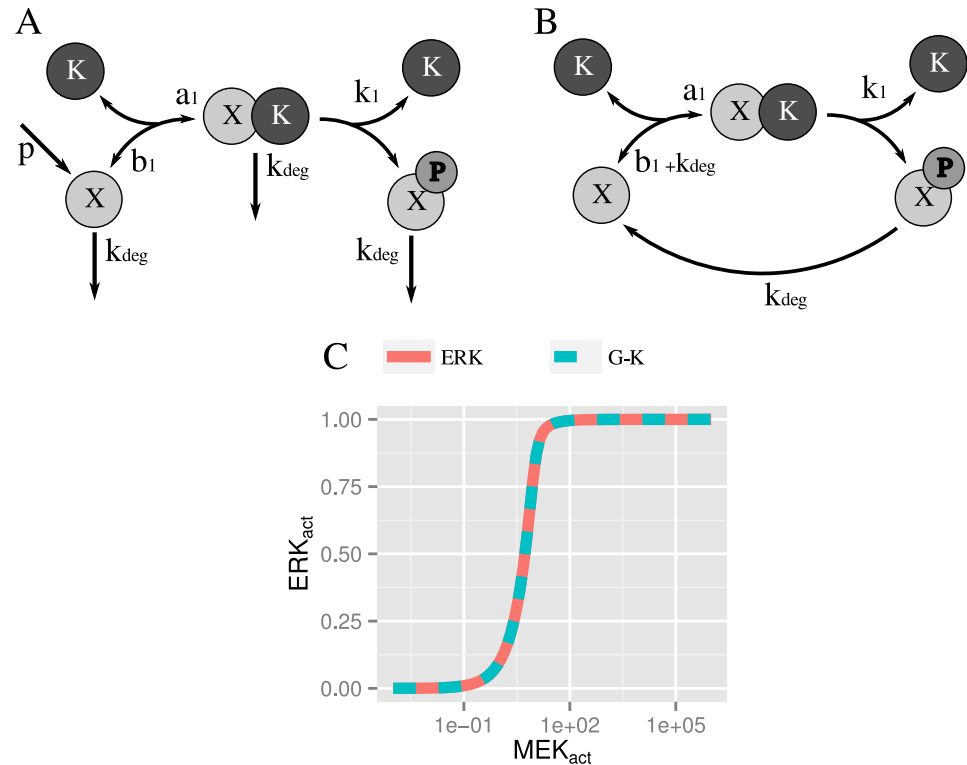 A
K
a1
X K
k1
K
p
b1
kdeg
X
P
X
kdeg
kdeg
B
K
a1
X K
k1
K
b1 +kdeg
X
P
X
kdeg
C
ERK
G-K
1.00
0.75
0.50
0.25
0.00
ERKact
1e-01
1e+02
1e+05
MEKact